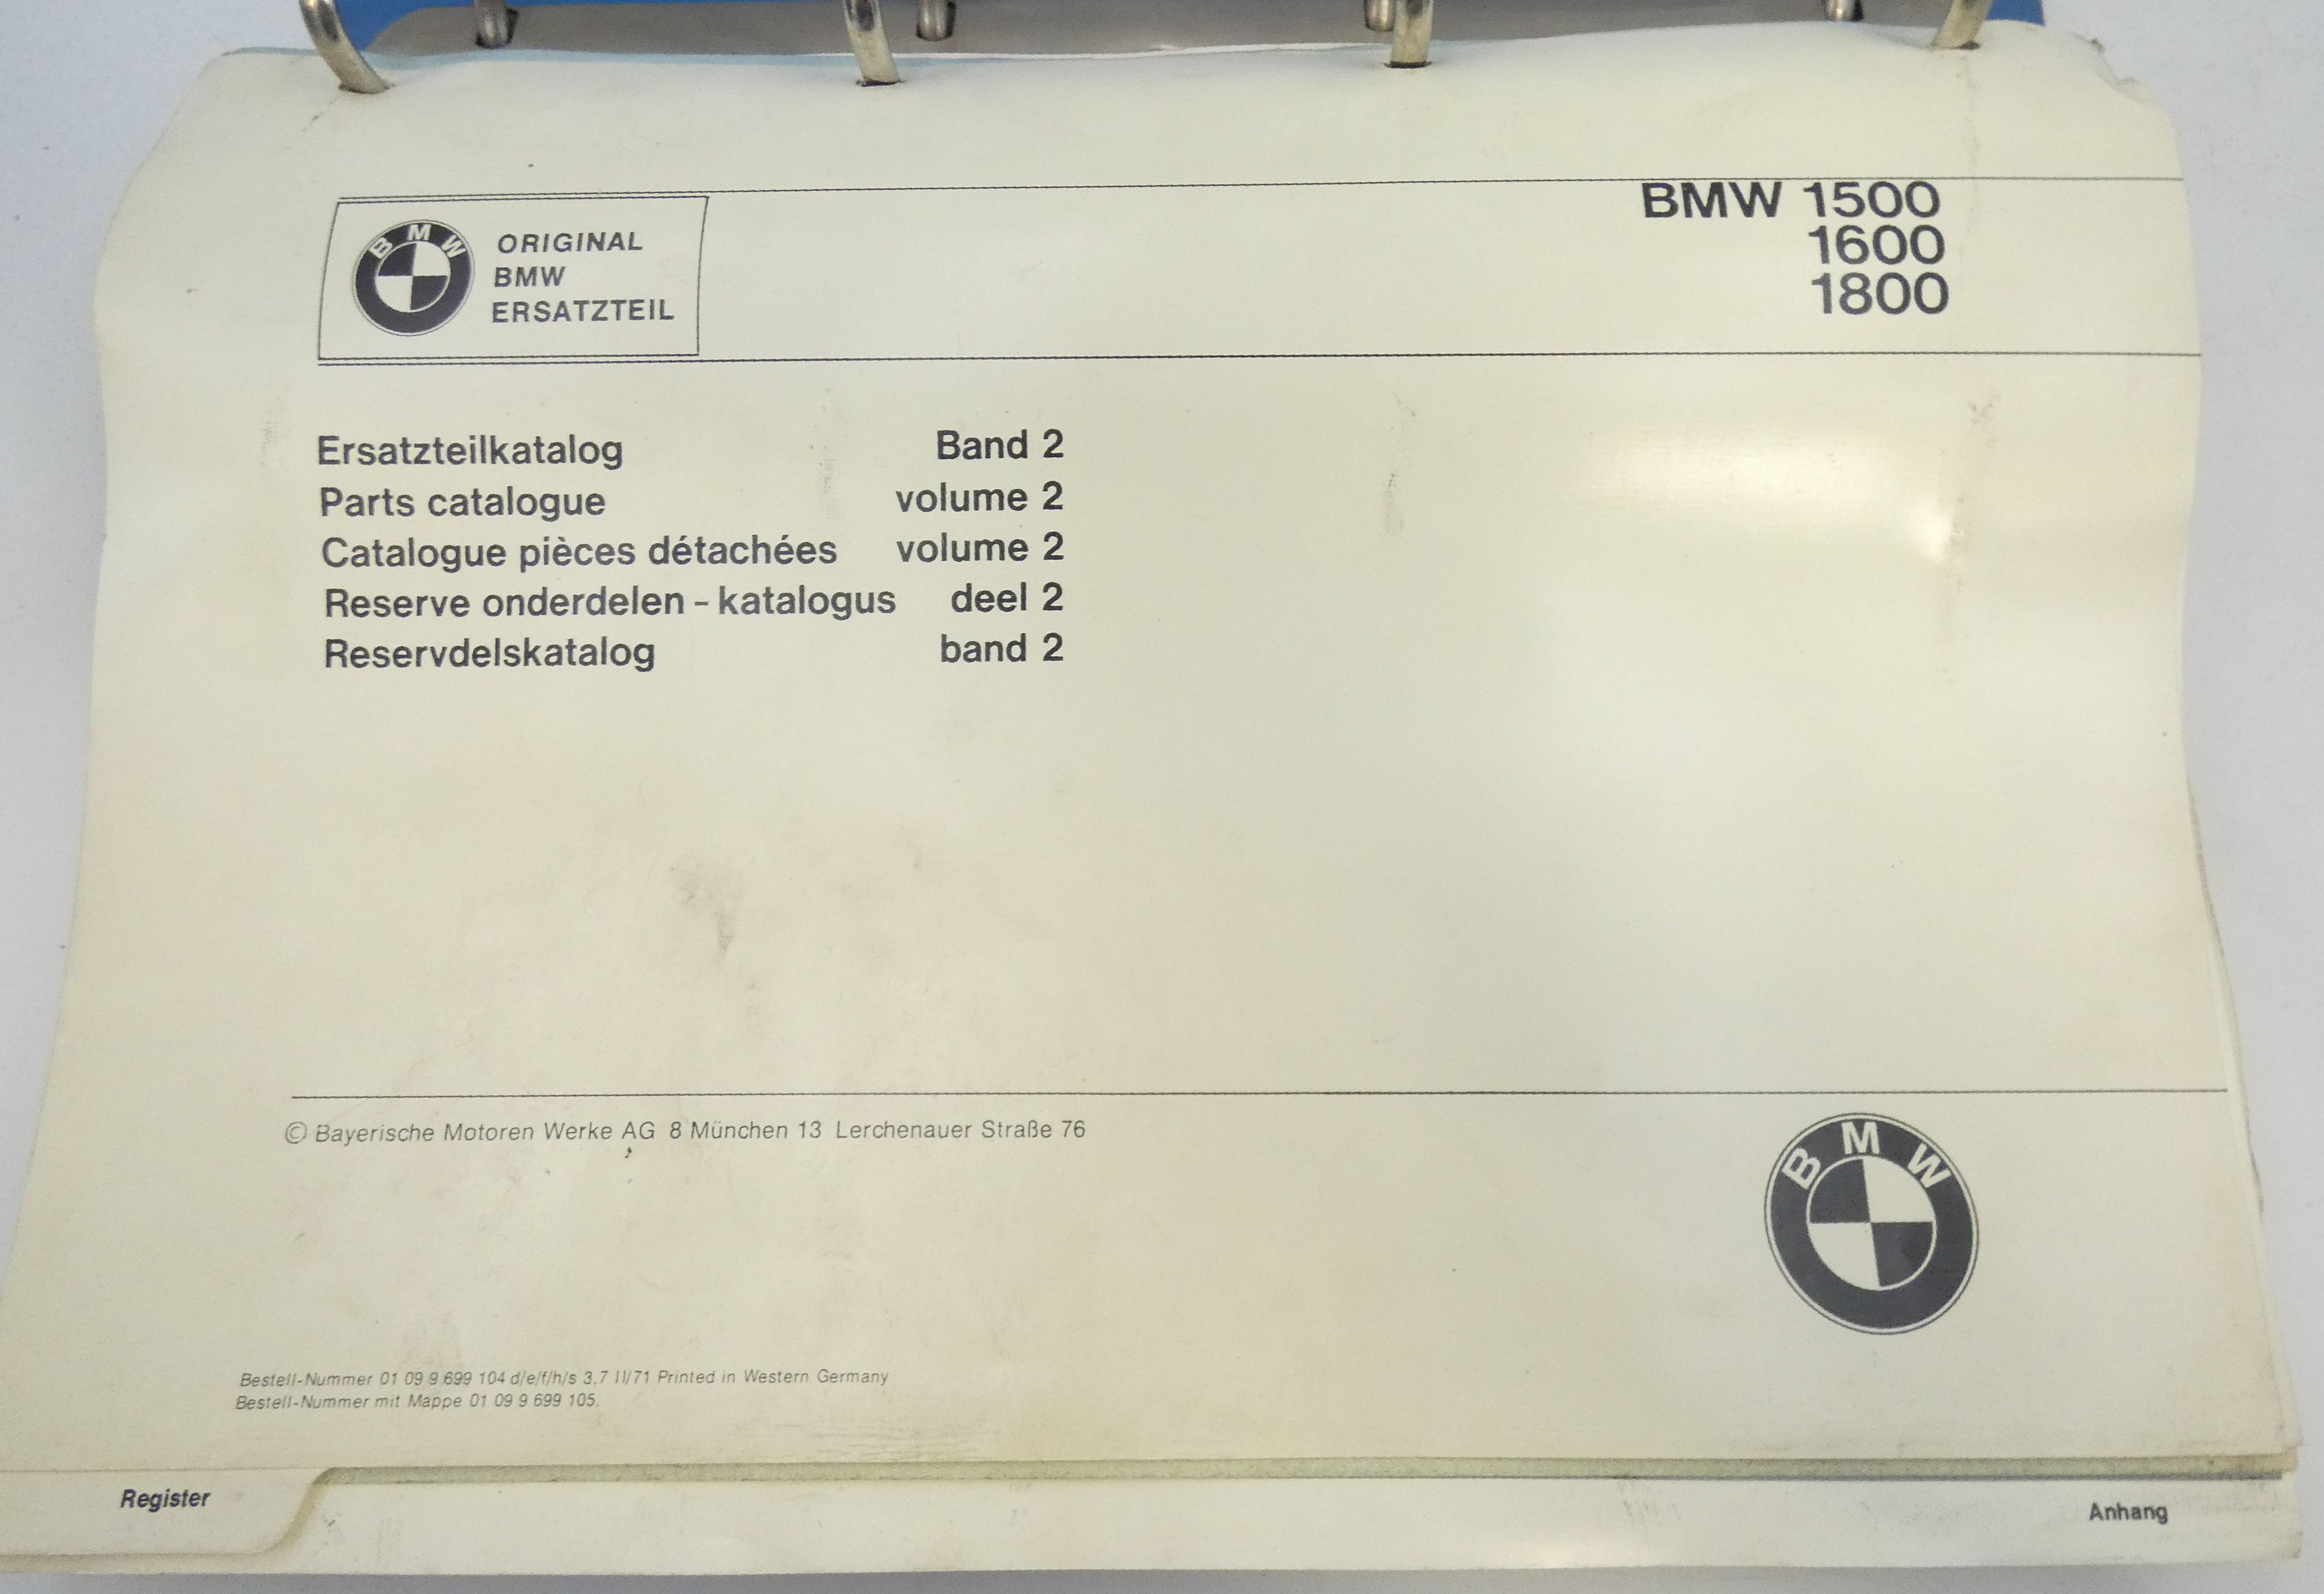 BMW
ORIGINAL
BMW
ERSATZTEIL
BMW 1500
1600
1800
Ersatzteilkatalog Band 2
Parts catalogue volume 2
Catalogue pièces détachées volume 2
Reserve onderdelen - katalogus deel 2
Reservdelskatalog band 2
© Bayerische Motoren Werke AG 8 München 13 Lerchenauer Straße 76
BMW
Bestell-Nummer 01 09 9 699 104 d/e/f/h/s 3.7 II/71 Printed in Western Germany
Bestell-Nummer mit Mappe 01 09 9 699 105.
Register
Anhang